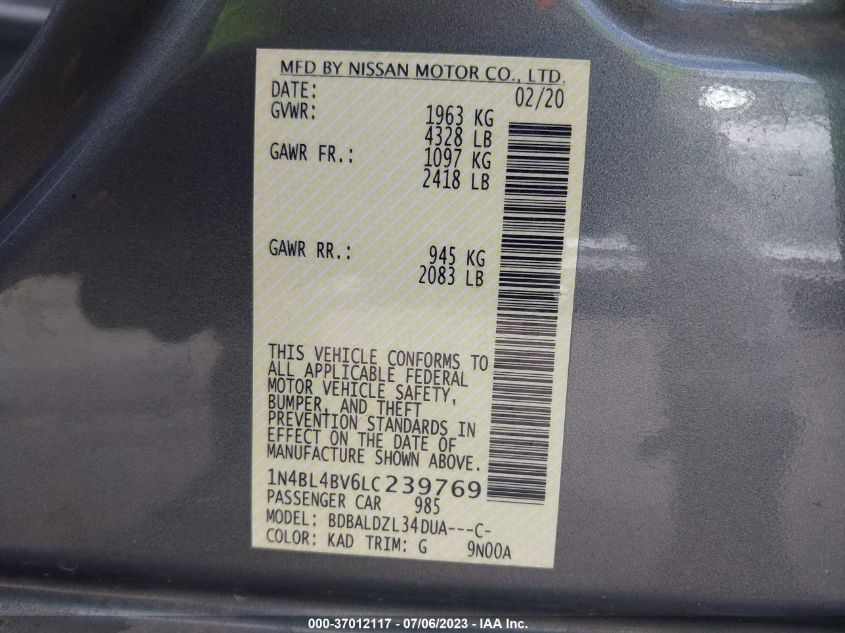 MFD BY NISSAN MOTOR CO., LTD.
DATE: 02/20
GVWR: 1963 KG
4328 LB
GAWR FR.: 1097 KG
2418 LB
GAWR RR.: 945 KG
2083 LB
THIS VEHICLE CONFORMS TO
ALL APPLICABLE FEDERAL
MOTOR VEHICLE SAFETY,
BUMPER, AND THEFT
PREVENTION STANDARDS IN
EFFECT ON THE DATE OF
MANUFACTURE SHOWN ABOVE.
1N4BL4BV6LC239769
PASSENGER CAR 985
MODEL: BDBALDZL34DUA---C-
COLOR: KAD TRIM: G 9N00A
000-37012117 - 07/06/2023 - IAA Inc.